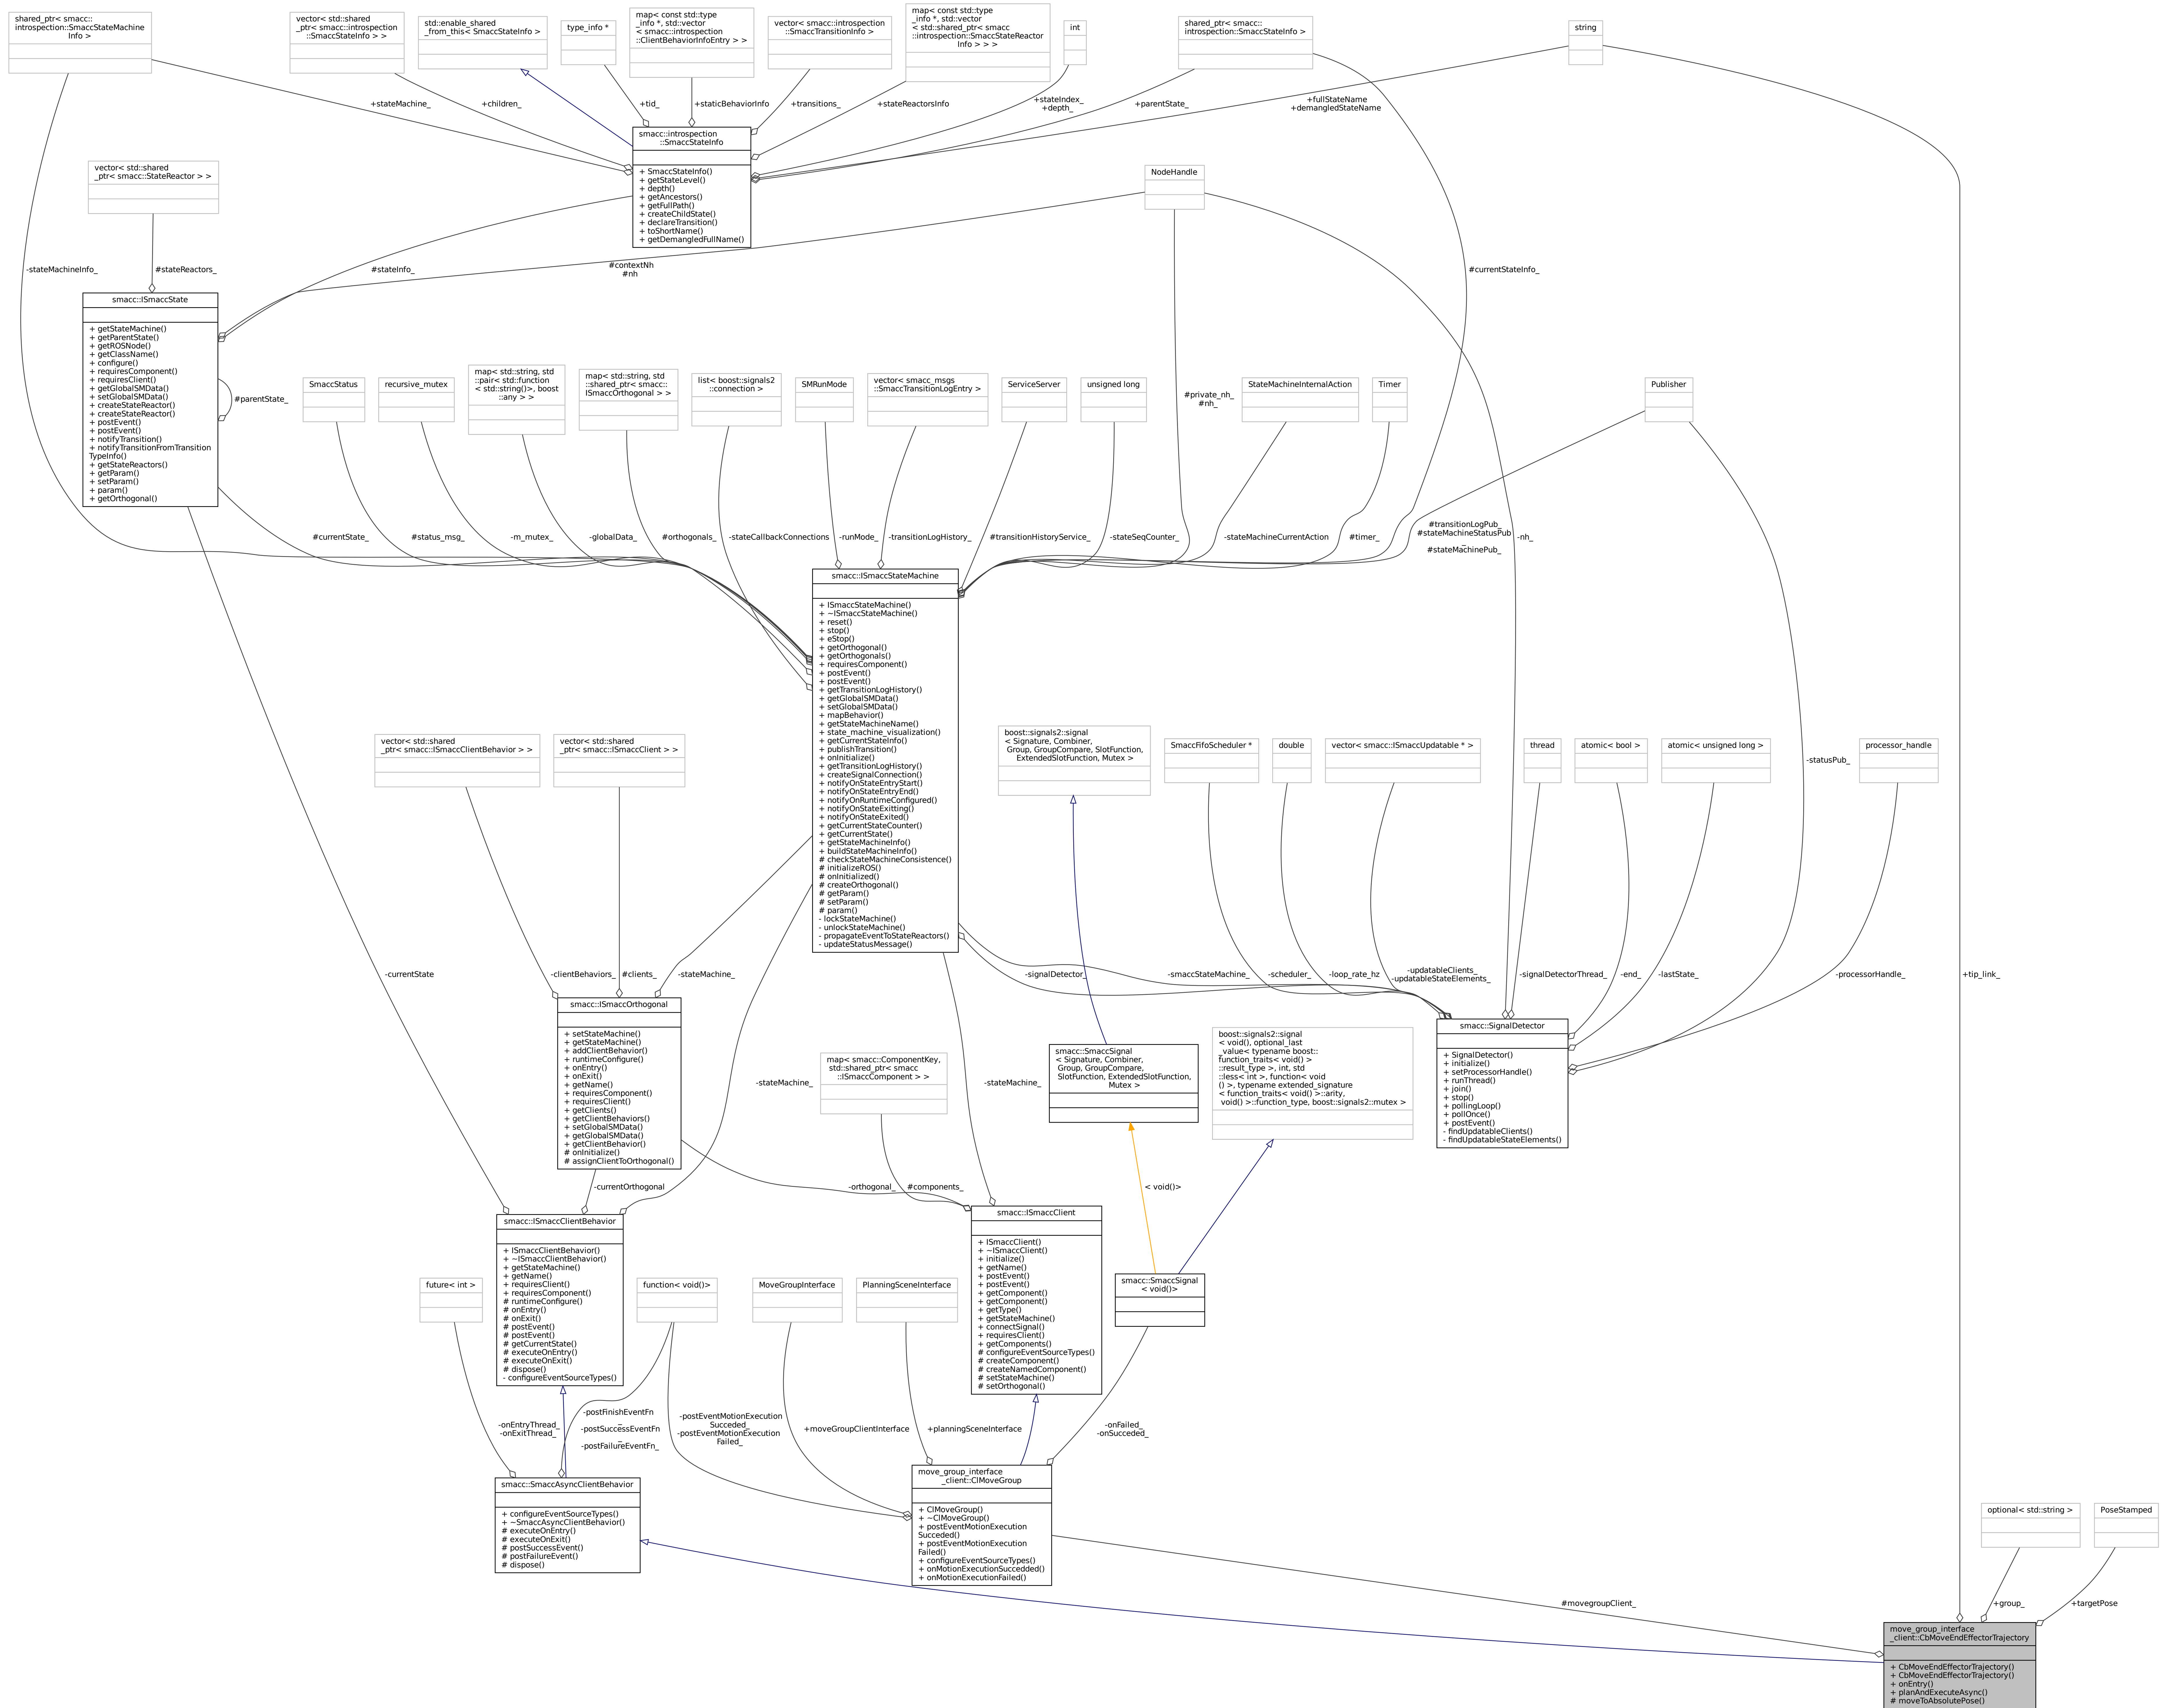 shared_ptr< smacc::
introspection::SmaccStateMachine
Info >
vector< std::shared
_ptr< smacc::introspection
::SmaccStateInfo > >
std::enable_shared
_from_this< SmaccStateInfo >
type_info *
map< const std::type
_info *, std::vector
< smacc::introspection
::ClientBehaviorInfoEntry > >
vector< smacc::introspection
::SmaccTransitionInfo >
map< const std::type
_info *, std::vector
< std::shared_ptr< smacc
::introspection::SmaccStateReactor
Info > > >
int
shared_ptr< smacc::
introspection::SmaccStateInfo >
string
+stateMachine_
+children_
+tid_
+staticBehaviorInfo
+transitions_
+stateReactorsInfo
+stateIndex_
+depth_
+parentState_
+fullStateName
+demangledStateName
smacc::introspection
::SmaccStateInfo
+ SmaccStateInfo()
+ getStateLevel()
+ depth()
+ getAncestors()
+ getFullPath()
+ createChildState()
+ declareTransition()
+ toShortName()
+ getDemangledFullName()
vector< std::shared
_ptr< smacc::StateReactor > >
NodeHandle
-stateMachineInfo_
#stateReactors_
#stateInfo_
#contextNh
#nh
#currentStateInfo_
smacc::ISmaccState
+ getStateMachine()
+ getParentState()
+ getROSNode()
+ getClassName()
+ configure()
+ requiresComponent()
+ requiresClient()
+ getGlobalSMData()
+ setGlobalSMData()
+ createStateReactor()
+ createStateReactor()
+ postEvent()
+ postEvent()
+ notifyTransition()
+ notifyTransitionFromTransition
TypeInfo()
+ getStateReactors()
+ getParam()
+ setParam()
+ param()
+ getOrthogonal()
#parentState_
SmaccStatus
recursive_mutex
map< std::string, std
::pair< std::function
< std::string()>, boost
::any > >
map< std::string, std
::shared_ptr< smacc::
ISmaccOrthogonal > >
list< boost::signals2
::connection >
SMRunMode
vector< smacc_msgs
::SmaccTransitionLogEntry >
ServiceServer
unsigned long
#private_nh_
#nh_
StateMachineInternalAction
Timer
Publisher
#currentState_
#status_msg_
-m_mutex_
-globalData_
#orthogonals_
-stateCallbackConnections
-runMode_
-transitionLogHistory_
#transitionHistoryService_
-stateSeqCounter_
-stateMachineCurrentAction
#timer_
#transitionLogPub_
#stateMachineStatusPub
_
#stateMachinePub_
-nh_
smacc::ISmaccStateMachine
+ ISmaccStateMachine()
+ ~ISmaccStateMachine()
+ reset()
+ stop()
+ eStop()
+ getOrthogonal()
+ getOrthogonals()
+ requiresComponent()
+ postEvent()
+ postEvent()
+ getTransitionLogHistory()
+ getGlobalSMData()
+ setGlobalSMData()
+ mapBehavior()
+ getStateMachineName()
+ state_machine_visualization()
+ getCurrentStateInfo()
+ publishTransition()
+ onInitialize()
+ getTransitionLogHistory()
+ createSignalConnection()
+ notifyOnStateEntryStart()
+ notifyOnStateEntryEnd()
+ notifyOnRuntimeConfigured()
+ notifyOnStateExitting()
+ notifyOnStateExited()
+ getCurrentStateCounter()
+ getCurrentState()
+ getStateMachineInfo()
+ buildStateMachineInfo()
# checkStateMachineConsistence()
# initializeROS()
# onInitialized()
# createOrthogonal()
# getParam()
# setParam()
# param()
- lockStateMachine()
- unlockStateMachine()
- propagateEventToStateReactors()
- updateStatusMessage()
vector< std::shared
_ptr< smacc::ISmaccClientBehavior > >
vector< std::shared
_ptr< smacc::ISmaccClient > >
boost::signals2::signal
< Signature, Combiner,
Group, GroupCompare, SlotFunction,
ExtendedSlotFunction, Mutex >
SmaccFifoScheduler *
double
vector< smacc::ISmaccUpdatable * >
thread
atomic< bool >
atomic< unsigned long >
-statusPub_
processor_handle
-currentState
-clientBehaviors_
#clients_
-stateMachine_
-signalDetector_
-smaccStateMachine_
-scheduler_
-loop_rate_hz
-updatableClients_
-updatableStateElements_
-signalDetectorThread_
-end_
-lastState_
-processorHandle_
+tip_link_
smacc::ISmaccOrthogonal
+ setStateMachine()
+ getStateMachine()
+ addClientBehavior()
+ runtimeConfigure()
+ onEntry()
+ onExit()
+ getName()
+ requiresComponent()
+ requiresClient()
+ getClients()
+ getClientBehaviors()
+ setGlobalSMData()
+ getGlobalSMData()
+ getClientBehavior()
# onInitialize()
# assignClientToOrthogonal()
smacc::SignalDetector
+ SignalDetector()
+ initialize()
+ setProcessorHandle()
+ runThread()
+ join()
+ stop()
+ pollingLoop()
+ pollOnce()
+ postEvent()
- findUpdatableClients()
- findUpdatableStateElements()
map< smacc::ComponentKey,
std::shared_ptr< smacc
::ISmaccComponent > >
-stateMachine_
-stateMachine_
smacc::SmaccSignal
< Signature, Combiner,
Group, GroupCompare,
SlotFunction, ExtendedSlotFunction,
Mutex >
boost::signals2::signal
< void(), optional_last
_value< typename boost::
function_traits< void() >
::result_type >, int, std
::less< int >, function< void
() >, typename extended_signature
< function_traits< void() >::arity,
void() >::function_type, boost::signals2::mutex >
-currentOrthogonal
-orthogonal_
#components_
< void()>
smacc::ISmaccClientBehavior
+ ISmaccClientBehavior()
+ ~ISmaccClientBehavior()
+ getStateMachine()
+ getName()
+ requiresClient()
+ requiresComponent()
# runtimeConfigure()
# onEntry()
# onExit()
# postEvent()
# postEvent()
# getCurrentState()
# executeOnEntry()
# executeOnExit()
# dispose()
- configureEventSourceTypes()
smacc::ISmaccClient
+ ISmaccClient()
+ ~ISmaccClient()
+ initialize()
+ getName()
+ postEvent()
+ postEvent()
+ getComponent()
+ getComponent()
+ getType()
+ getStateMachine()
+ connectSignal()
+ requiresClient()
+ getComponents()
# configureEventSourceTypes()
# createComponent()
# createNamedComponent()
# setStateMachine()
# setOrthogonal()
future< int >
function< void()>
MoveGroupInterface
PlanningSceneInterface
smacc::SmaccSignal
< void()>
-onEntryThread_
-onExitThread_
-postFinishEventFn
_
-postSuccessEventFn
_
-postFailureEventFn_
-postEventMotionExecution
Succeded_
-postEventMotionExecution
Failed_
+moveGroupClientInterface
+planningSceneInterface
-onFailed_
-onSucceded_
smacc::SmaccAsyncClientBehavior
+ configureEventSourceTypes()
+ ~SmaccAsyncClientBehavior()
# executeOnEntry()
# executeOnExit()
# postSuccessEvent()
# postFailureEvent()
# dispose()
move_group_interface
_client::ClMoveGroup
+ ClMoveGroup()
+ ~ClMoveGroup()
+ postEventMotionExecution
Succeded()
+ postEventMotionExecution
Failed()
+ configureEventSourceTypes()
+ onMotionExecutionSuccedded()
+ onMotionExecutionFailed()
optional< std::string >
PoseStamped
#movegroupClient_
+group_
+targetPose
move_group_interface
_client::CbMoveEndEffectorTrajectory
+ CbMoveEndEffectorTrajectory()
+ CbMoveEndEffectorTrajectory()
+ onEntry()
+ planAndExecuteAsync()
# moveToAbsolutePose()